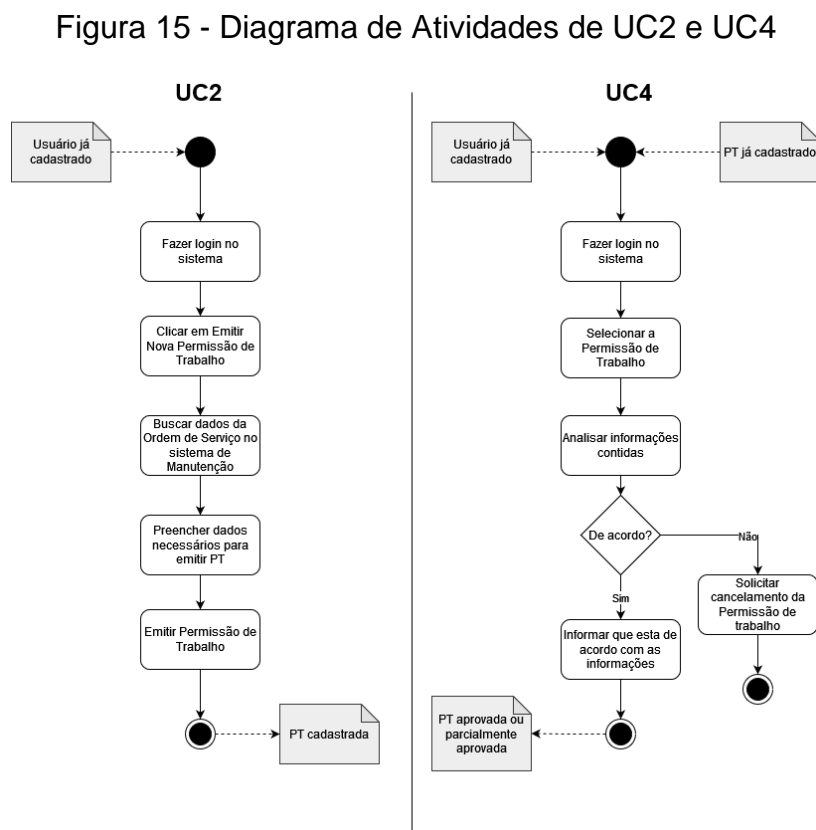 Figura 15 - Diagrama de Atividades de UC2 e UC4
UC2
Usuário já
cadastrado
Fazer login no
sistema
Clicar em Emitir
Nova Permissão de
Trabalho
Buscar dados da
Ordem de Serviço no
sistema de
Manutenção
Preencher dados
necessários para
emitir PT
Emitir Permissão de
Trabalho
PT cadastrada
UC4
Usuário já
cadastrado
PT já cadastrado
Fazer login no
sistema
Selecionar a
Permissão de
Trabalho
Analisar informações
contidas
De acordo?
Não
Solicitar
cancelamento da
Permissão de
trabalho
Sim
Informar que esta de
acordo com as
informações
PT aprovada ou
parcialmente
aprovada